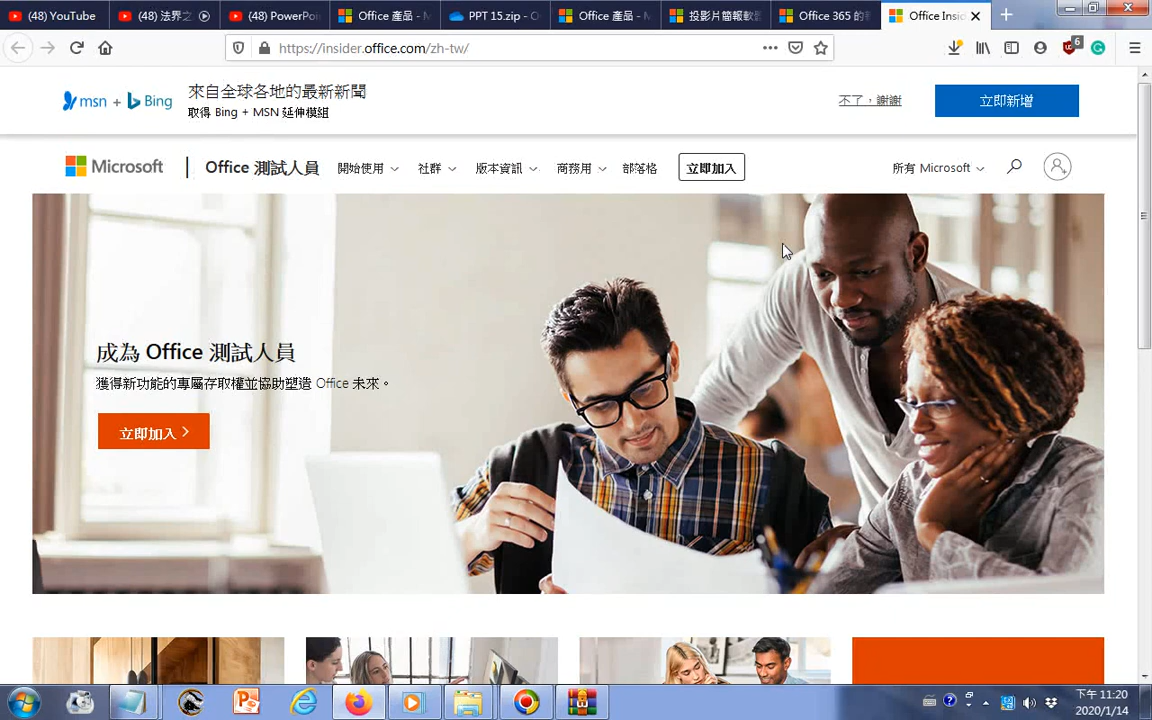 (48) YouTube
(48) 法界之
(48) PowerPoi
Office 產品 - M
PPT 15.zip - O
Office 產品 - M
投影片簡報軟
Office 365 的
Office Insid
https://insider.office.com/zh-tw/
6
msn + Bing
來自全球各地的最新新聞
取得 Bing + MSN 延伸模組
不了，謝謝
立即新增
Microsoft
Office 測試人員
開始使用
社群
版本資訊
商務用
部落格
立即加入
所有 Microsoft
成為 Office 測試人員
獲得新功能的專屬存取權並協助塑造 Office 未來。
立即加入
下午 11:20
2020/1/14